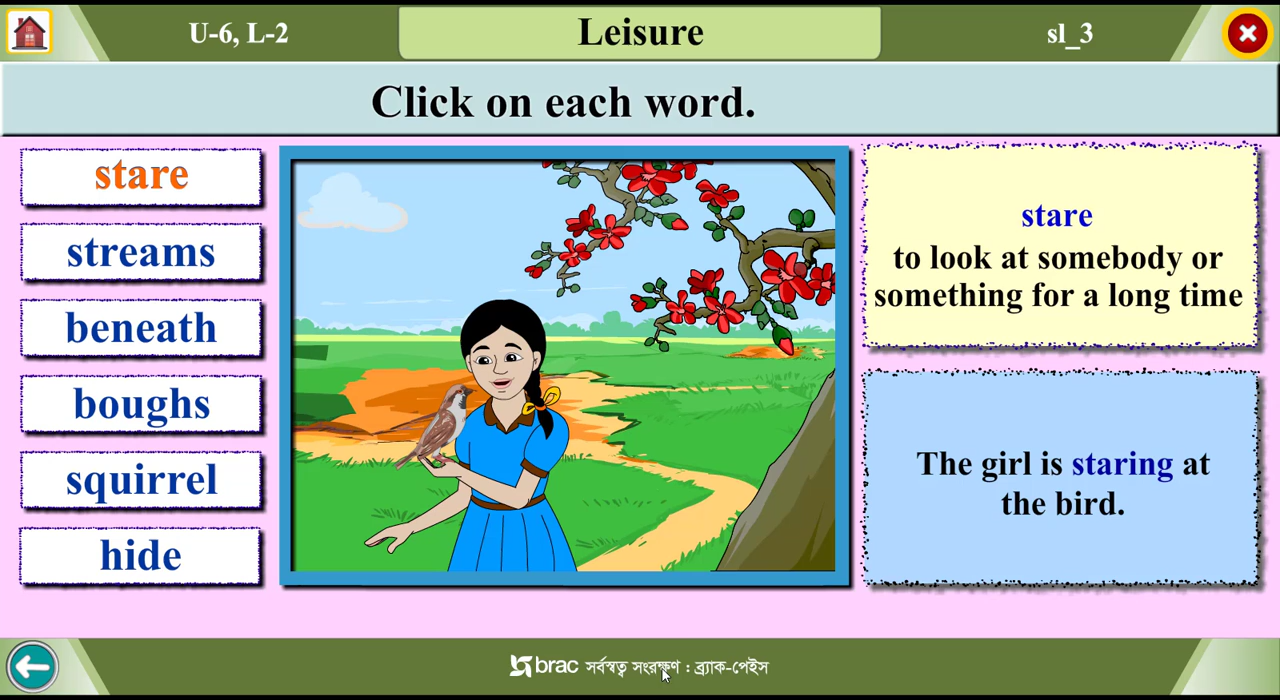 U-6, L-2
Leisure
sl_3
Click on each word.
stare
streams
beneath
boughs
squirrel
hide
stare
to look at somebody or
something for a long time
The girl is staring at
the bird.
brac সর্বস্বত্ব সংরক্ষণ : ব্র্যাক-পেইস